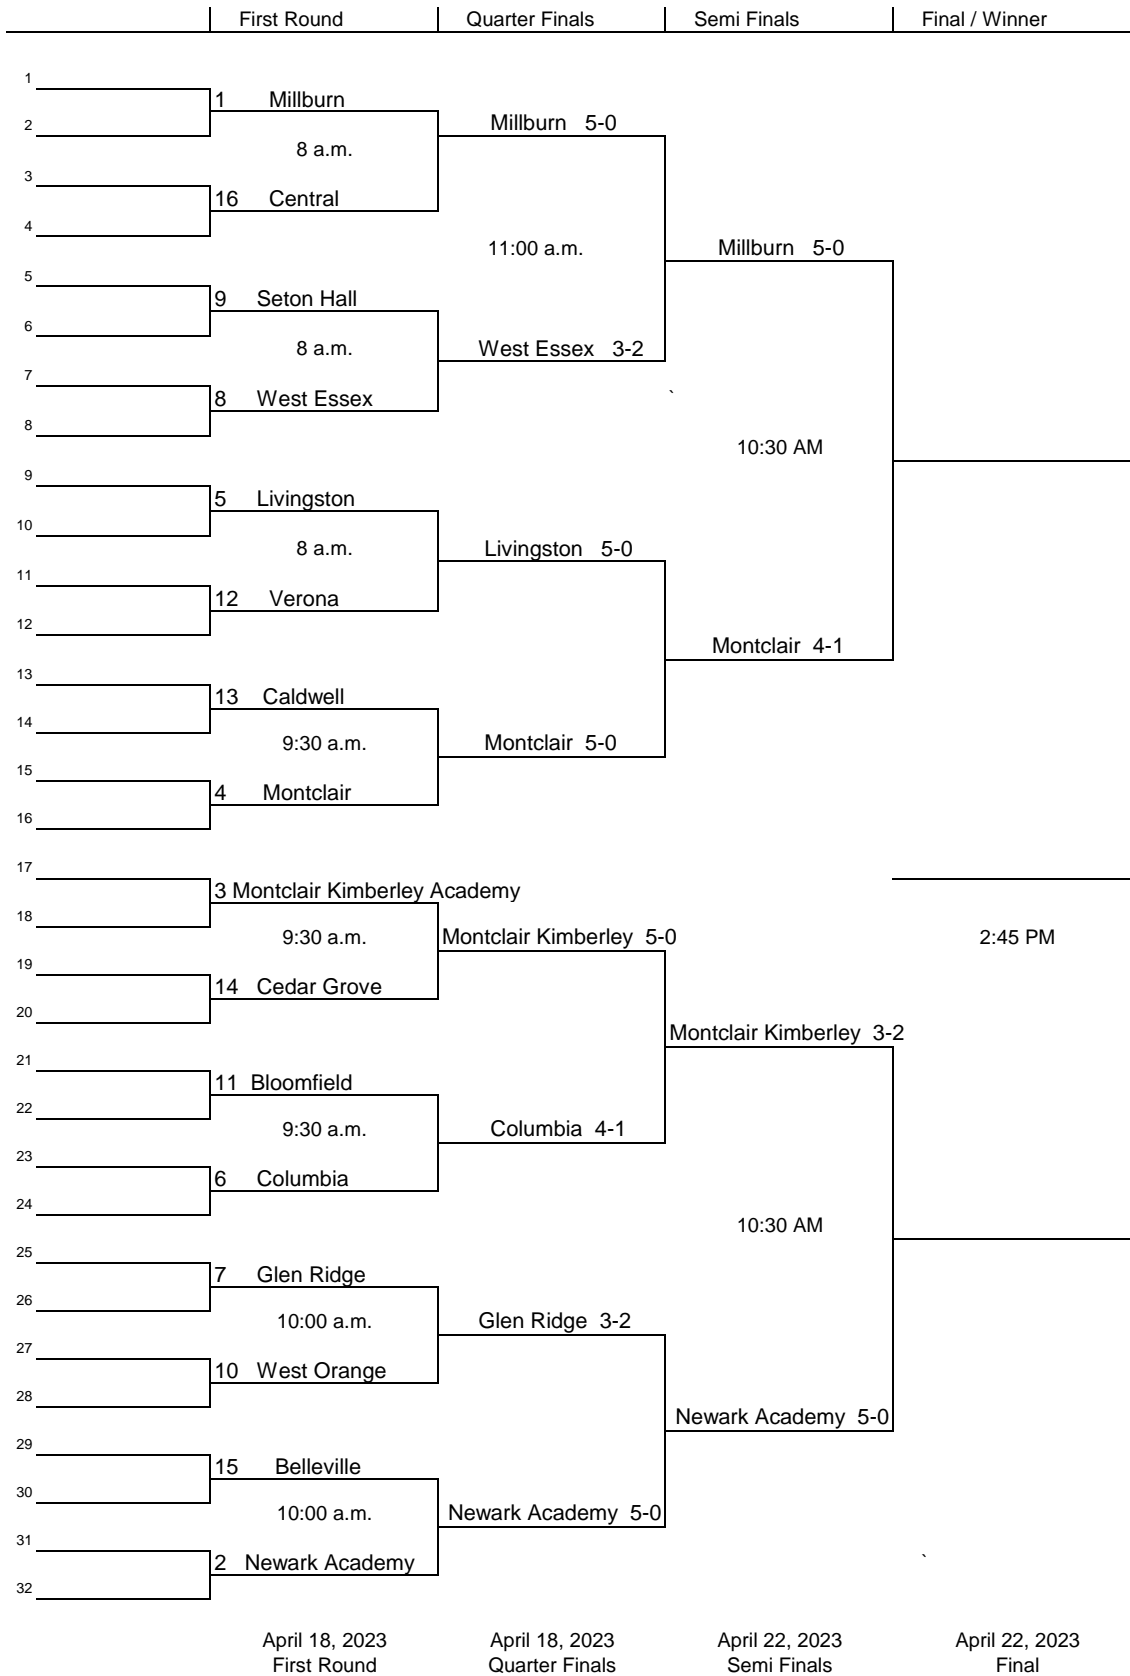 First Round Quarter Finals Semi Finals Final / Winner
1
1 Millburn
2 Millburn 5-0
8 a.m.
3
16 Central
4
11:00 a.m. Millburn 5-0
5
9 Seton Hall
6
8 a.m. West Essex 3-2
7
8 West Essex `
8
10:30 AM
9
5 Livingston
10
8 a.m. Livingston 5-0
11
12 Verona
12
Montclair 4-1
13
13 Caldwell
14
9:30 a.m. Montclair 5-0
15
4 Montclair
16
17
3 Montclair Kimberley Academy
18
9:30 a.m. Montclair Kimberley 5-0 2:45 PM
19
14 Cedar Grove
20
Montclair Kimberley 3-2
21
11 Bloomfield
22
9:30 a.m. Columbia 4-1
23
6 Columbia
24
10:30 AM
25
7 Glen Ridge
26
10:00 a.m. Glen Ridge 3-2
27
10 West Orange
28
Newark Academy 5-0
29
15 Belleville
30
10:00 a.m. Newark Academy 5-0
31
2 Newark Academy `
32
April 18, 2023 April 18, 2023 April 22, 2023 April 22, 2023
First Round Quarter Finals Semi Finals Final